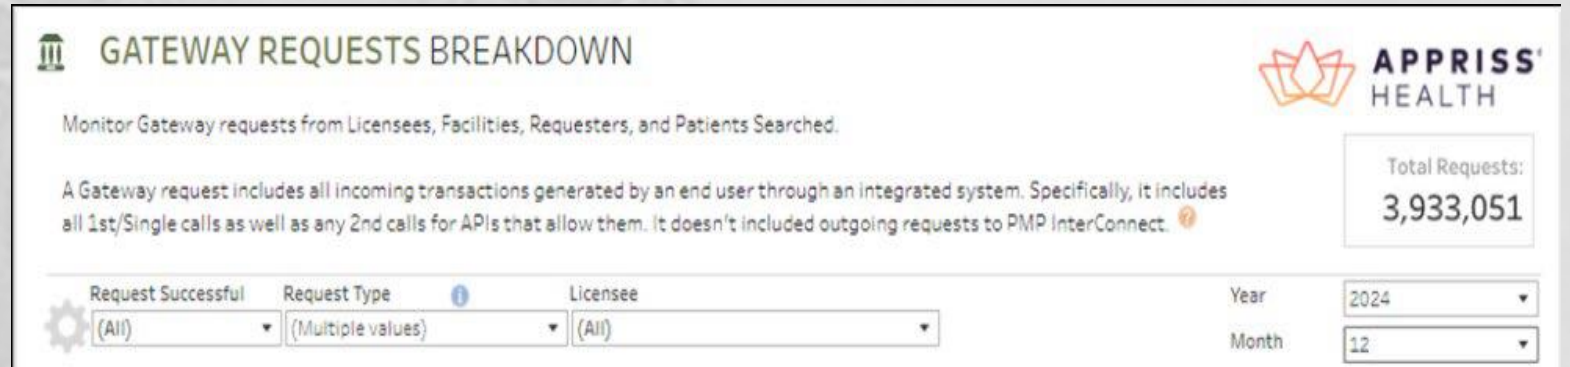 GATEWAY REQUESTS BREAKDOWN
APPRISS
HEALTH
Monitor Gateway requests from Licensees, Facilities, Requesters, and Patients Searched.
Total Requests:
3,933,051
A Gateway request includes all incoming transactions generated by an end user through an integrated system. Specifically, it includes
all 1st/Single calls as well as any 2nd calls for APIs that allow them. It doesn't included outgoing requests to PMP InterConnect. ?
Request Successful Request Type i Licensee Year 2024
(All) (Multiple values) (All) Month 12